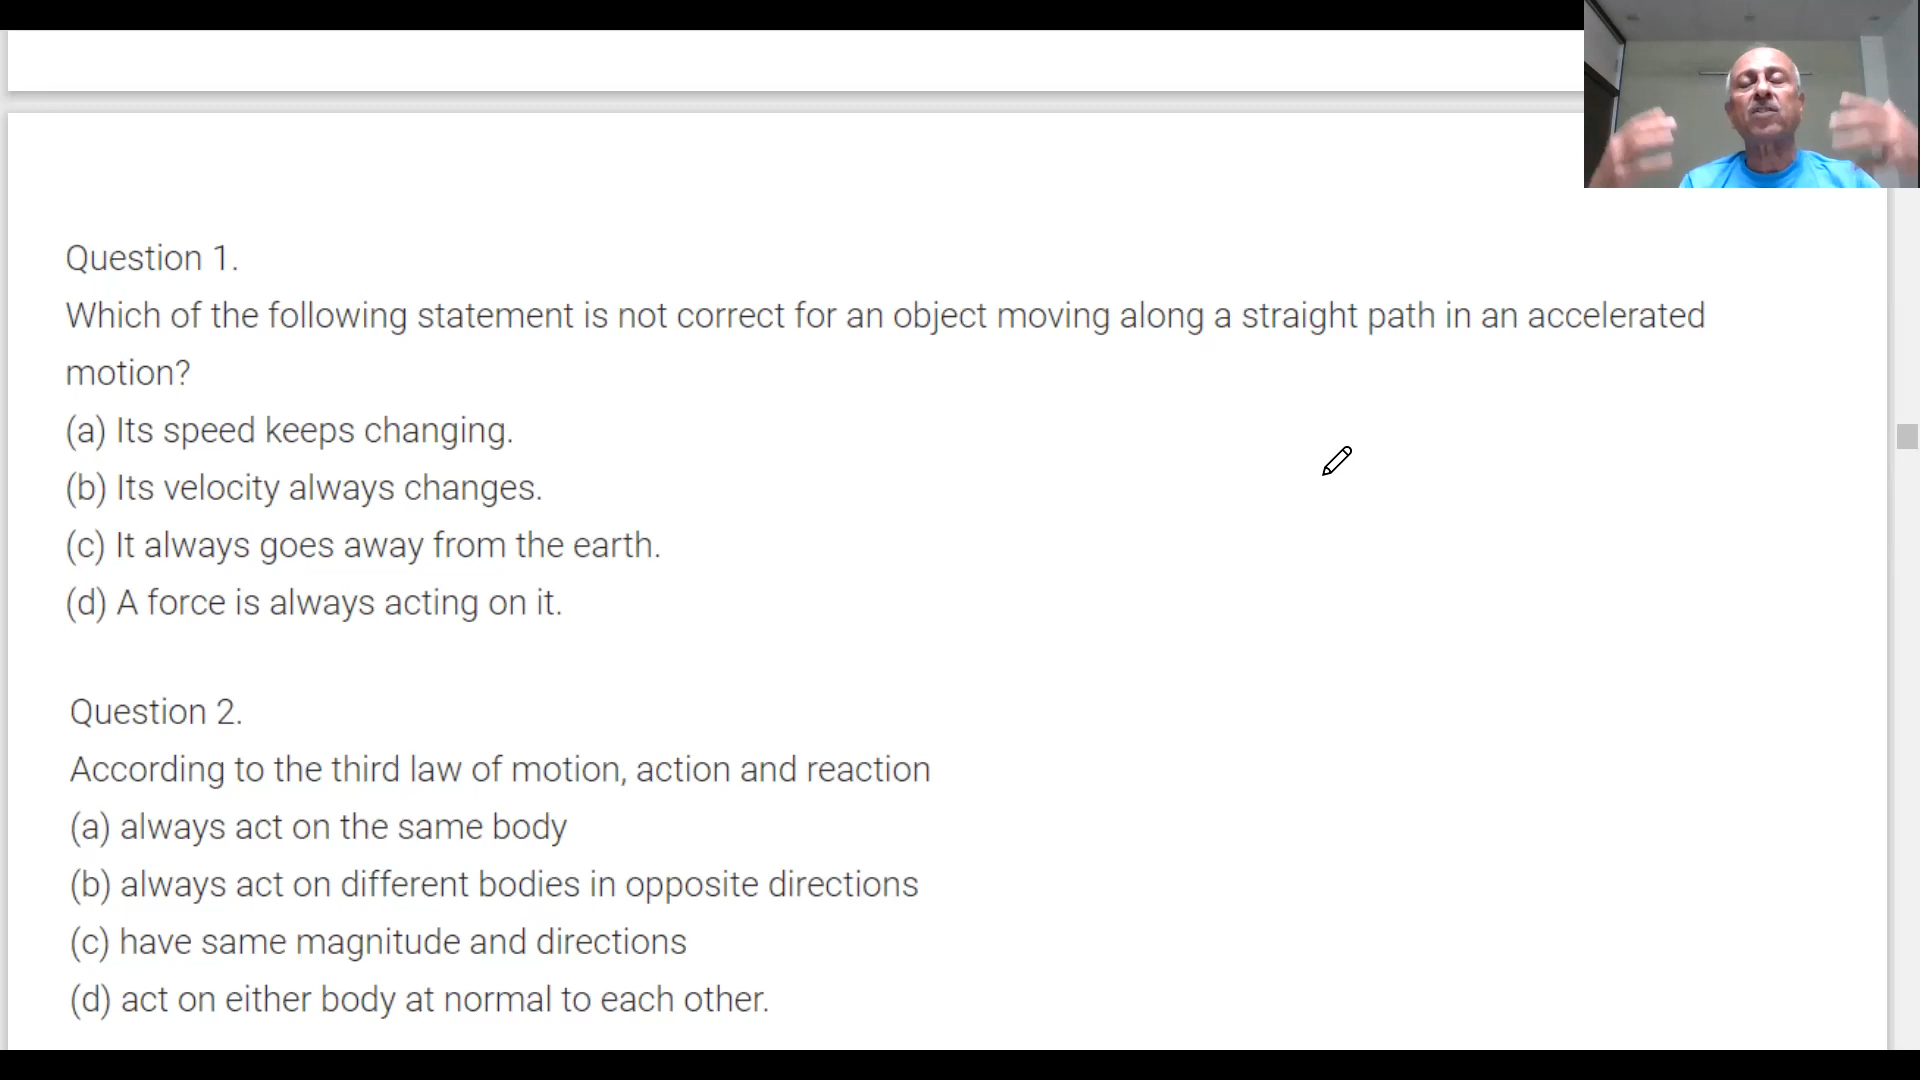 Question 1.
Which of the following statement is not correct for an object moving along a straight path in an accelerated
motion?
(a) Its speed keeps changing.
(b) Its velocity always changes.
(c) It always goes away from the earth.
(d) A force is always acting on it.
Question 2.
According to the third law of motion, action and reaction
(a) always act on the same body
(b) always act on different bodies in opposite directions
(c) have same magnitude and directions
(d) act on either body at normal to each other.